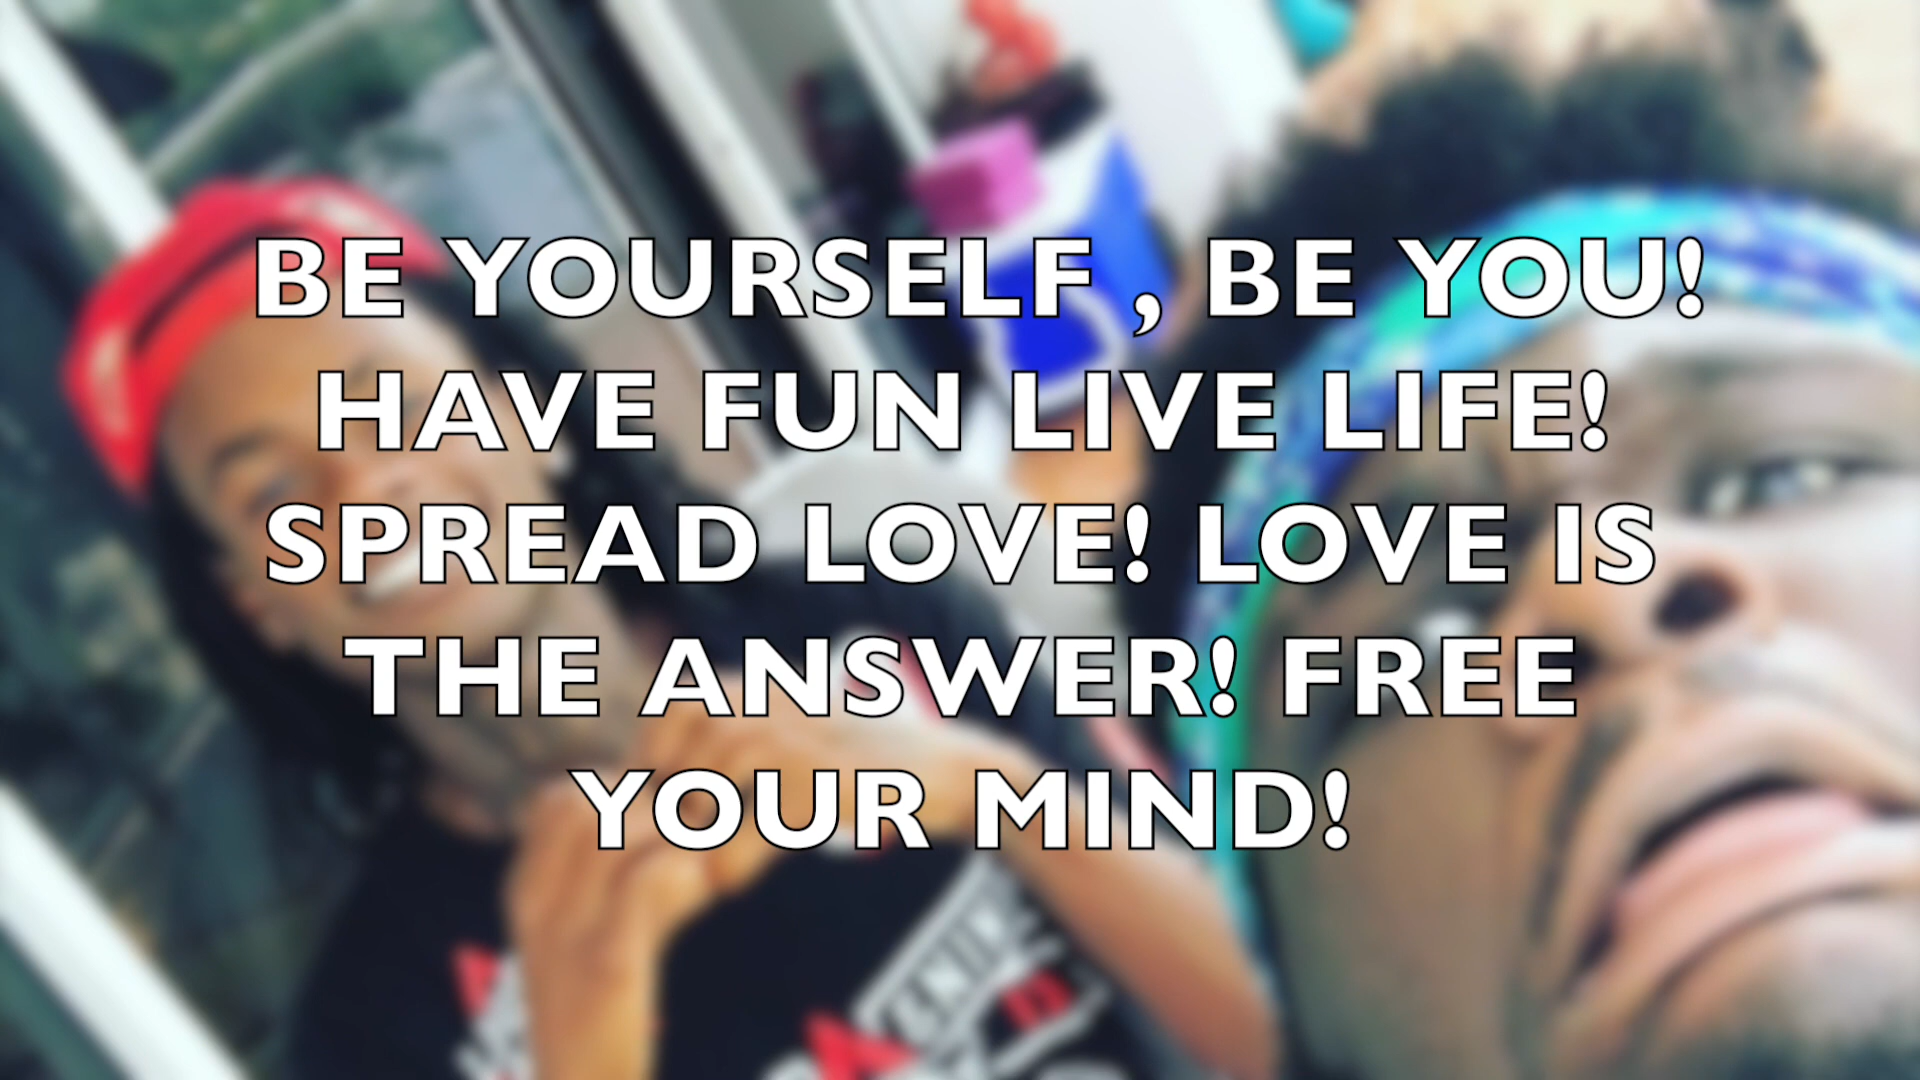 BE YOURSELF , BE YOU!
HAVE FUN LIVE LIFE!
SPREAD LOVE! LOVE IS
THE ANSWER! FREE
YOUR MIND!